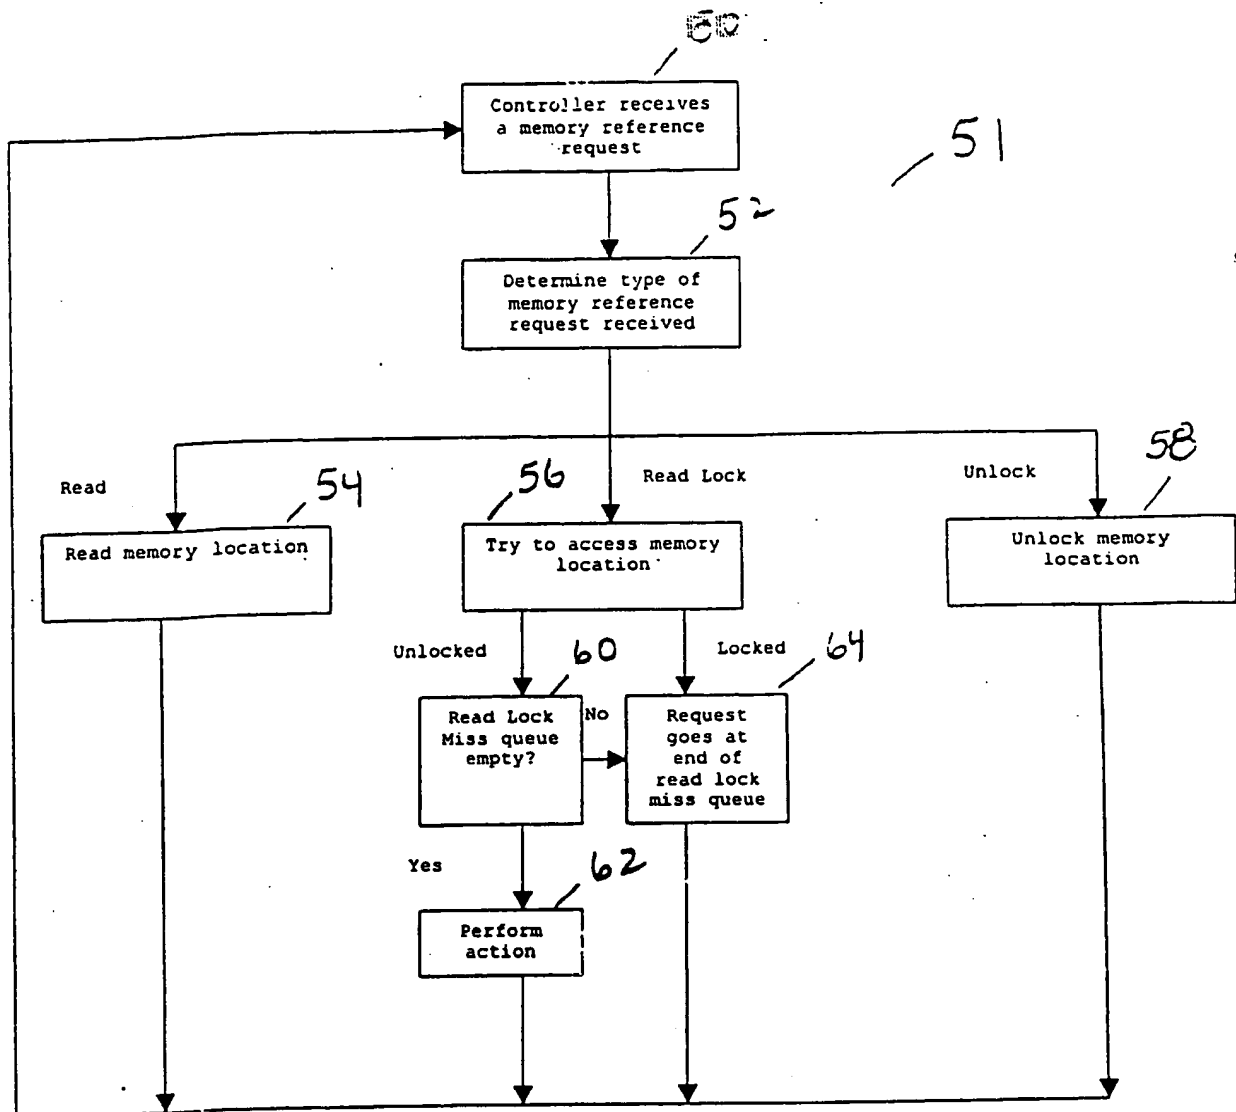 Controller receives
a memory reference
request
51
52
Determine type of
memory reference
request received
Read
54
Read memory location
56
Read Lock
Try to access memory
location
Unlock
58
Unlock memory
location
Unlocked
60
Locked
64
Read Lock
Miss queue
empty?
No
Request
goes at
end of
read lock
miss queue
Yes
62
Perform
action